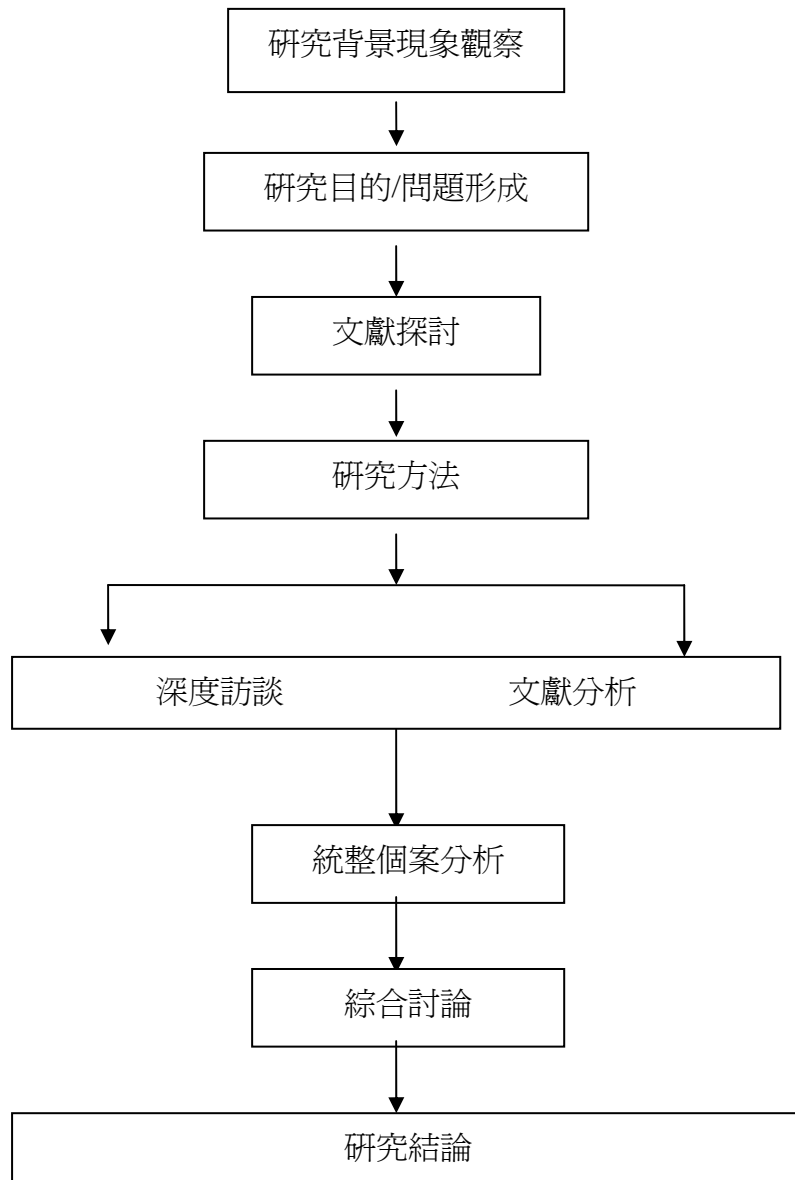 研究背景現象觀察
研究目的/問題形成
文獻探討
研究方法
深度訪談 文獻分析
統整個案分析
綜合討論
研究結論